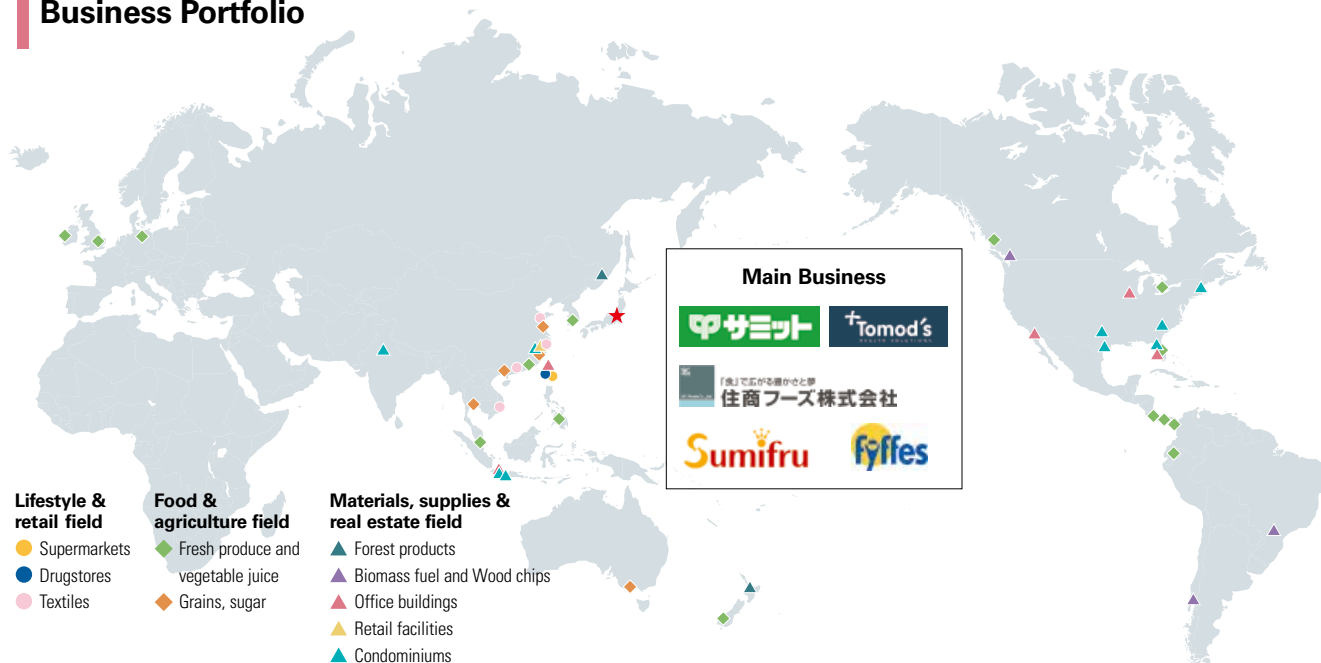 Business Portfolio
Main Business
サミット
Tomod's
HEALTH SOLUTIONS
「食」で広がる豊かさと夢
住商フーズ株式会社
Sumifru
fyffes
Lifestyle &
retail field
Supermarkets
Drugstores
Textiles
Food &
agriculture field
Fresh produce and
vegetable juice
Grains, sugar
Materials, supplies &
real estate field
Forest products
Biomass fuel and Wood chips
Office buildings
Retail facilities
Condominiums